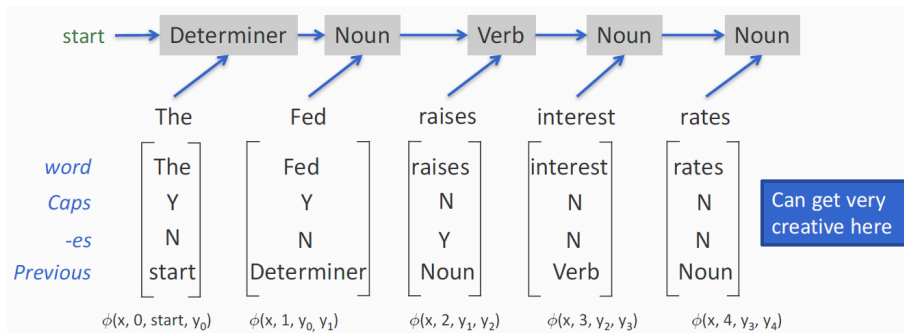 start Determiner Noun Verb Noun Noun
The Fed raises interest rates
word The Fed raises interest rates
Caps Y Y N N N
-es N N Y N N
Previous start Determiner Noun Verb Noun
Can get very
creative here
ϕ(x, 0, start, y₀) ϕ(x, 1, y₀, y₁) ϕ(x, 2, y₁, y₂) ϕ(x, 3, y₂, y₃) ϕ(x, 4, y₃, y₄)